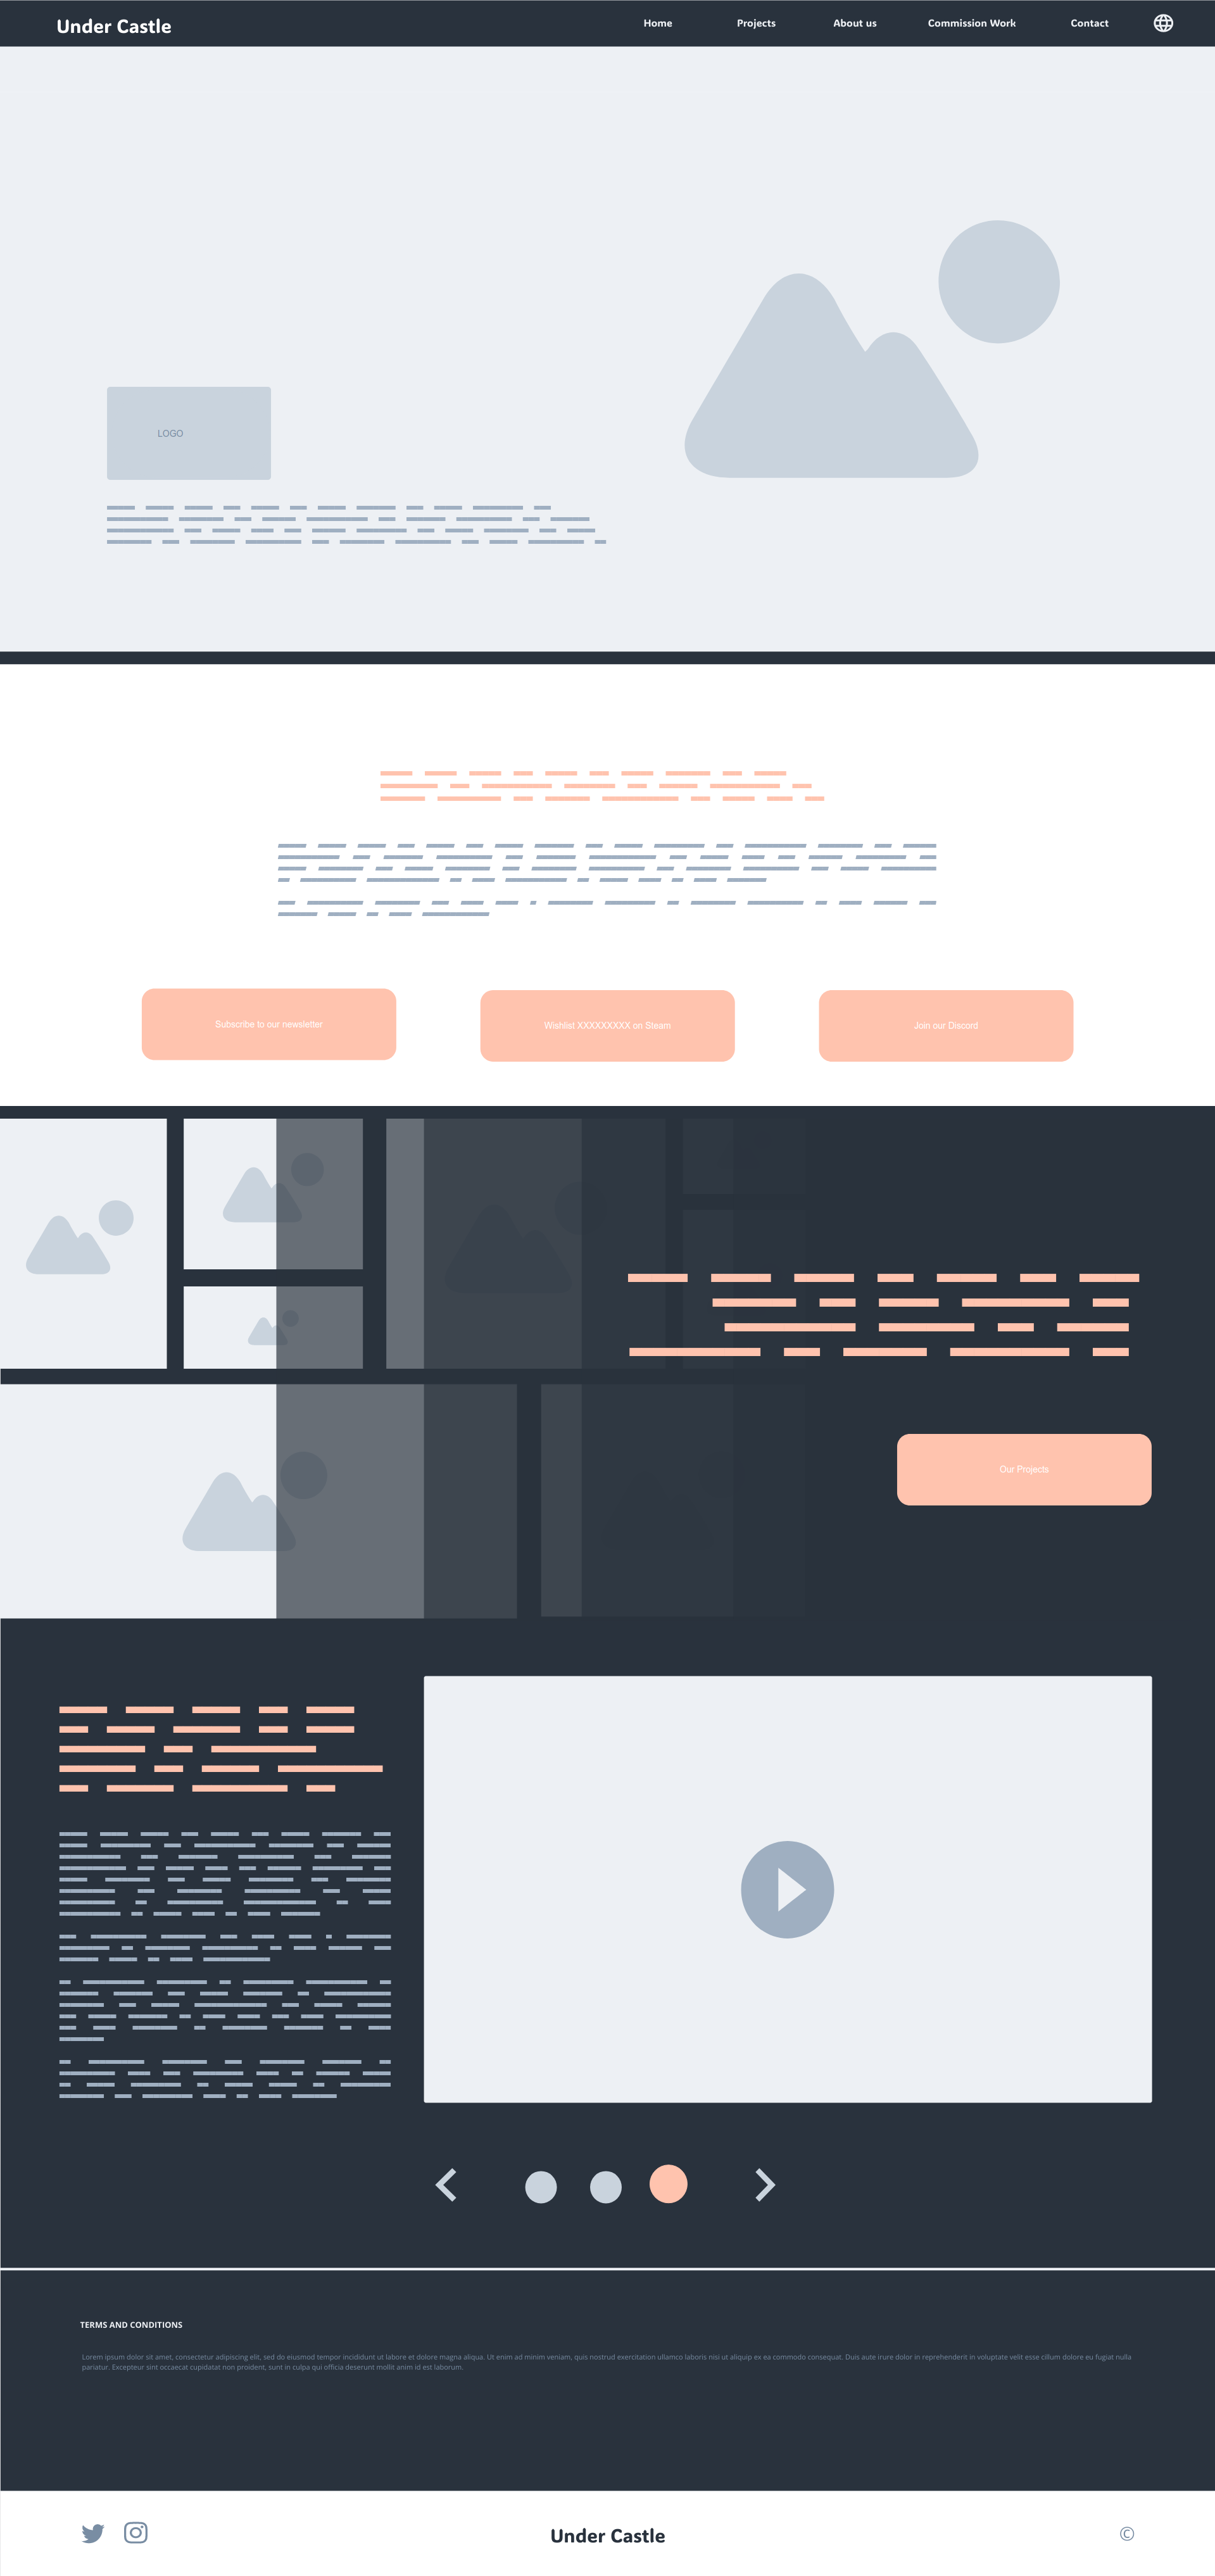 Under Castle
Home
Projects
About us
Commission Work
Contact
LOGO
Subscribe to our newsletter
Wishlist XXXXXXXXX on Steam
Join our Discord
Our Projects
TERMS AND CONDITIONS
Lorem ipsum dolor sit amet, consectetur adipiscing elit, sed do eiusmod tempor incididunt ut labore et dolore magna aliqua. Ut enim ad minim veniam, quis nostrud exercitation ullamco laboris nisi ut aliquip ex ea commodo consequat. Duis aute irure dolor in reprehenderit in voluptate velit esse cillum dolore eu fugiat nulla
pariatur. Excepteur sint occaecat cupidatat non proident, sunt in culpa qui officia deserunt mollit anim id est laborum.
Under Castle
©